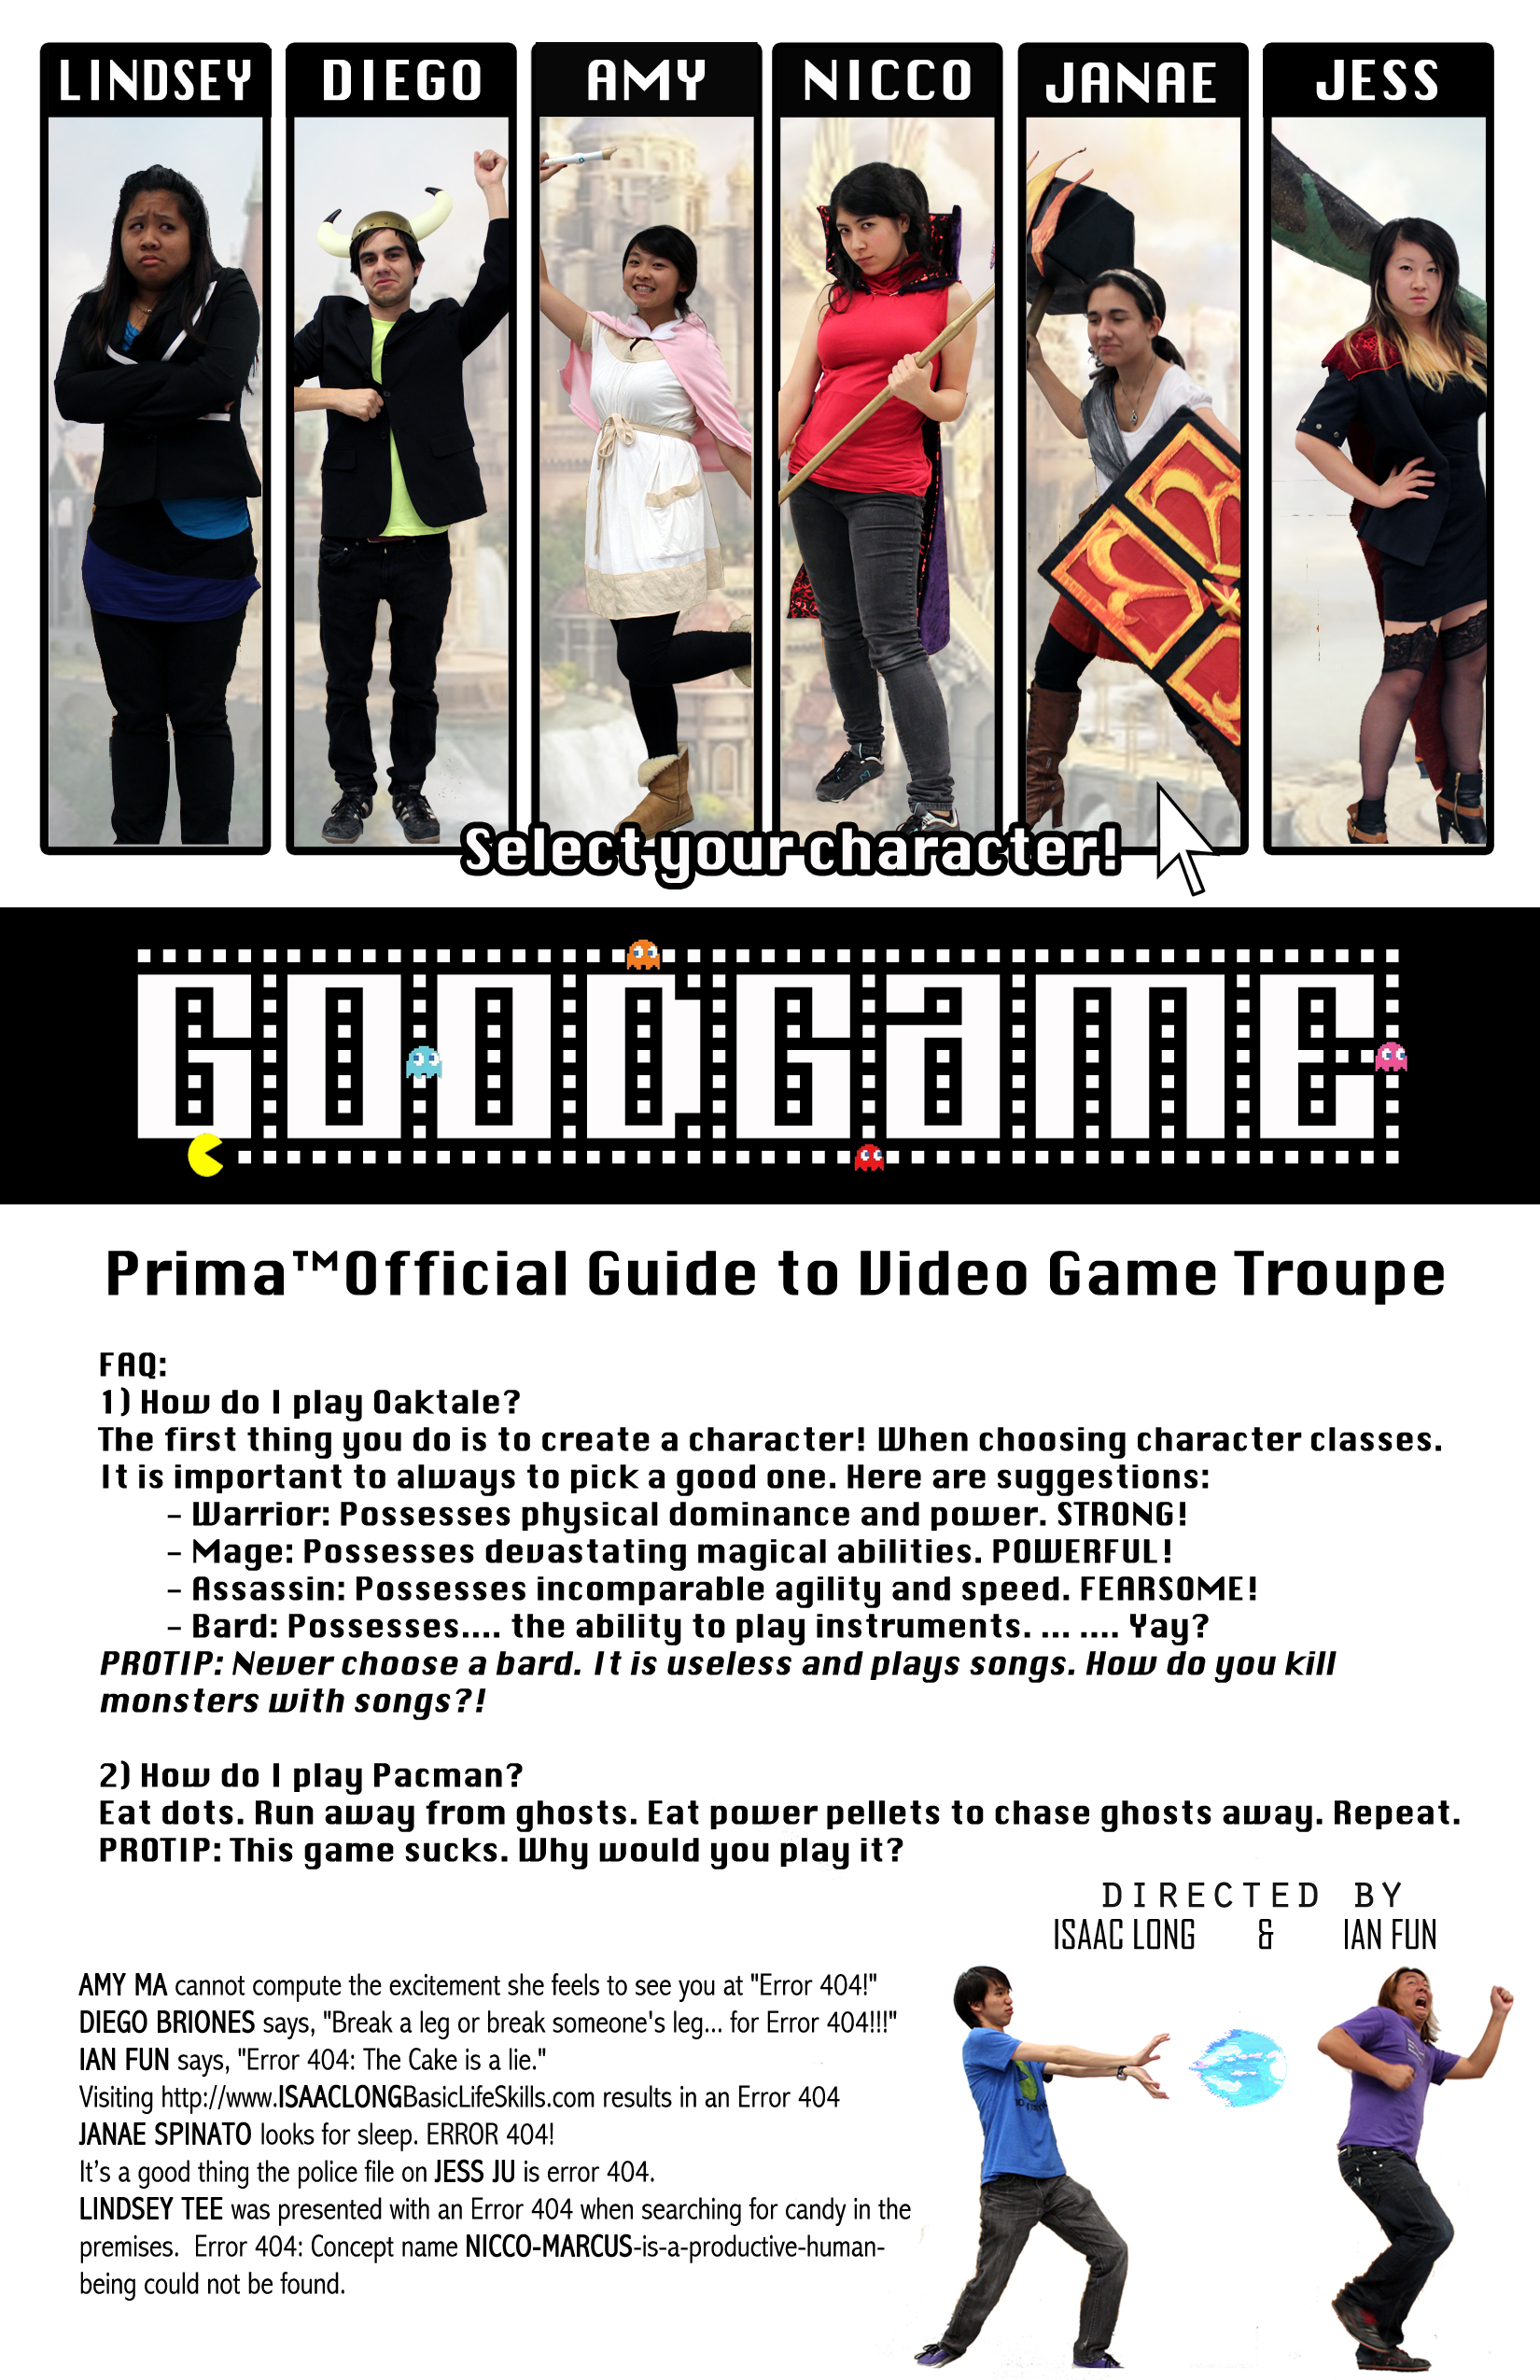 LINDSEY DIEGO AMY NICCO JANAE JESS
Select your character!
GOOD GAME
Prima™Official Guide to Video Game Troupe
FAQ:
1) How do I play Oaktale?
The first thing you do is to create a character! When choosing character classes.
It is important to always to pick a good one. Here are suggestions:
- Warrior: Possesses physical dominance and power. STRONG!
- Mage: Possesses devastating magical abilities. POWERFUL!
- Assassin: Possesses incomparable agility and speed. FEARSOME!
- Bard: Possesses.... the ability to play instruments. ... .... Yay?
PROTIP: Never choose a bard. It is useless and plays songs. How do you kill
monsters with songs?!
2) How do I play Pacman?
Eat dots. Run away from ghosts. Eat power pellets to chase ghosts away. Repeat.
PROTIP: This game sucks. Why would you play it?
DIRECTED BY
ISAAC LONG & IAN FUN
AMY MA cannot compute the excitement she feels to see you at "Error 404!"
DIEGO BRIONES says, "Break a leg or break someone's leg... for Error 404!!!"
IAN FUN says, "Error 404: The Cake is a lie."
Visiting http://www.ISAACLONGBasicLifeSkills.com results in an Error 404
JANAE SPINATO looks for sleep. ERROR 404!
It's a good thing the police file on JESS JU is error 404.
LINDSEY TEE was presented with an Error 404 when searching for candy in the
premises. Error 404: Concept name NICCO-MARCUS-is-a-productive-human-
being could not be found.